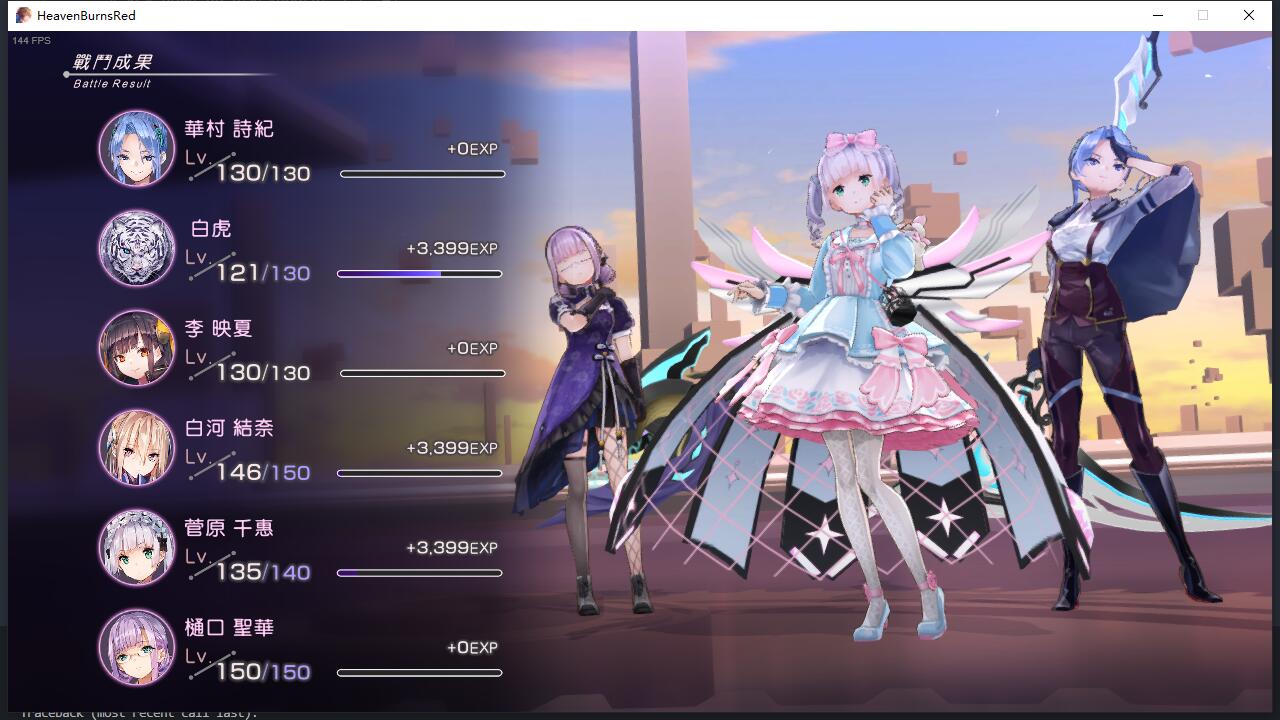 HeavenBurnsRed
144 FPS
戰鬥成果
Battle Result
華村 詩紀
+0EXP
Lv. 130/130
白虎
+3,399EXP
Lv. 121/130
李 映夏
+0EXP
Lv. 130/130
白河 結奈
+3,399EXP
Lv. 146/150
菅原 千惠
+3,399EXP
Lv. 135/140
樋口 聖華
+0EXP
Lv. 150/150
Traceback (most recent call last):